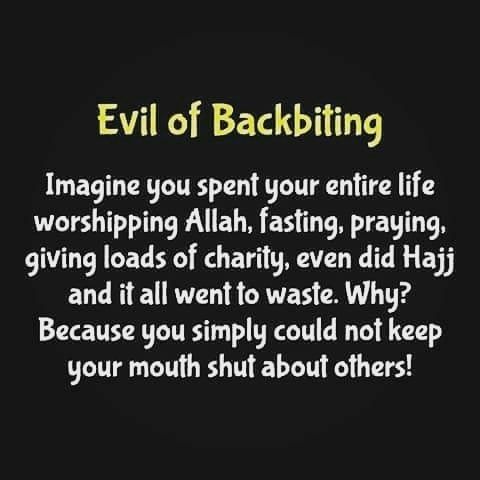 Evil of Backbiting
Imagine you spent your entire life
worshipping Allah, fasting, praying,
giving loads of charity, even did Hajj
and it all went to waste. Why?
Because you simply could not keep
your mouth shut about others!